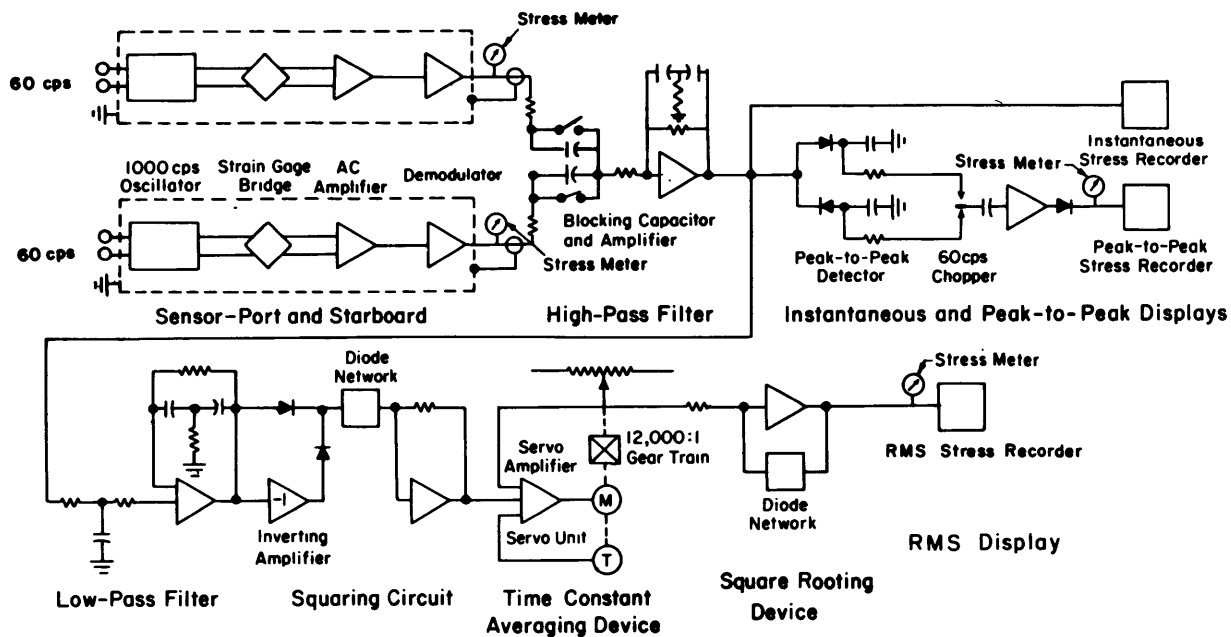 Stress Meter
60 cps
Instantaneous
Stress Recorder
1000 cps
Oscillator
Strain Gage
Bridge
AC
Amplifier
Demodulator
Stress Meter
Blocking Capacitor
and Amplifier
60 cps
Stress Meter
Peak-to-Peak
Detector
60cps
Chopper
Peak-to-Peak
Stress Recorder
Sensor-Port and Starboard
High-Pass Filter
Instantaneous and Peak-to-Peak Displays
Diode
Network
Stress Meter
12,000:1
Gear Train
Servo
Amplifier
RMS Stress Recorder
-1
M
Diode
Network
Inverting
Amplifier
Servo Unit
T
RMS Display
Low-Pass Filter
Squaring Circuit
Time Constant
Averaging Device
Square Rooting
Device